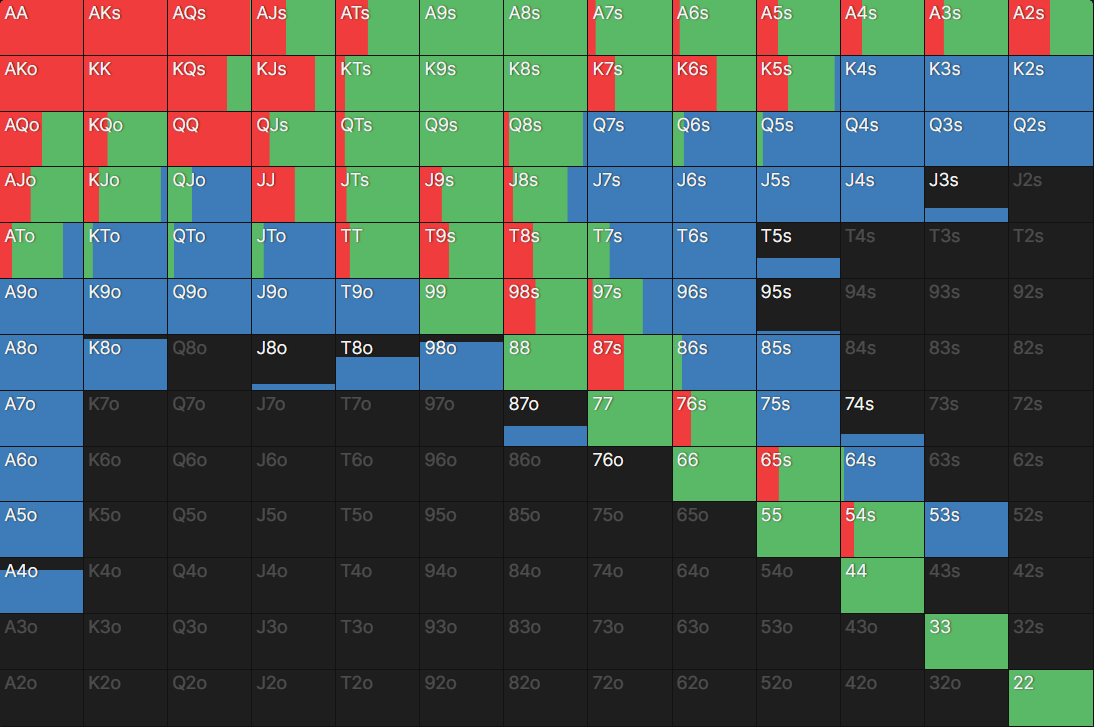 AA AKs AQs AJs ATs A9s A8s A7s A6s A5s A4s A3s A2s
AKo KK KQs KJs KTs K9s K8s K7s K6s K5s K4s K3s K2s
AQo KQo QQ QJs QTs Q9s Q8s Q7s Q6s Q5s Q4s Q3s Q2s
AJo KJo QJo JJ JTs J9s J8s J7s J6s J5s J4s J3s J2s
ATo KTo QTo JTo TT T9s T8s T7s T6s T5s T4s T3s T2s
A9o K9o Q9o J9o T9o 99 98s 97s 96s 95s 94s 93s 92s
A8o K8o Q8o J8o T8o 98o 88 87s 86s 85s 84s 83s 82s
A7o K7o Q7o J7o T7o 97o 87o 77 76s 75s 74s 73s 72s
A6o K6o Q6o J6o T6o 96o 86o 76o 66 65s 64s 63s 62s
A5o K5o Q5o J5o T5o 95o 85o 75o 65o 55 54s 53s 52s
A4o K4o Q4o J4o T4o 94o 84o 74o 64o 54o 44 43s 42s
A3o K3o Q3o J3o T3o 93o 83o 73o 63o 53o 43o 33 32s
A2o K2o Q2o J2o T2o 92o 82o 72o 62o 52o 42o 32o 22